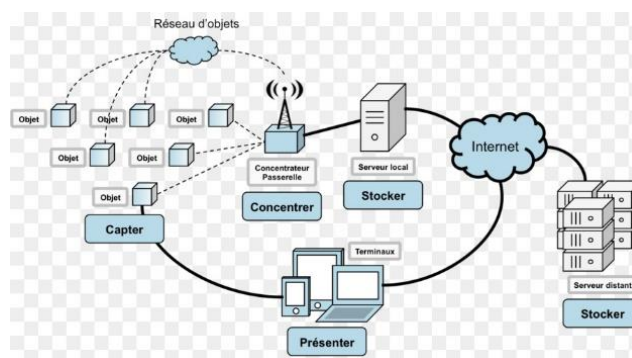 Réseau d'objets
Objet
Objet
Objet
Objet
Objet
Objet
Concentrateur
Passerelle
Concentrer
Serveur local
Stocker
Internet
Capter
Terminaux
Présenter
Serveur distant
Stocker